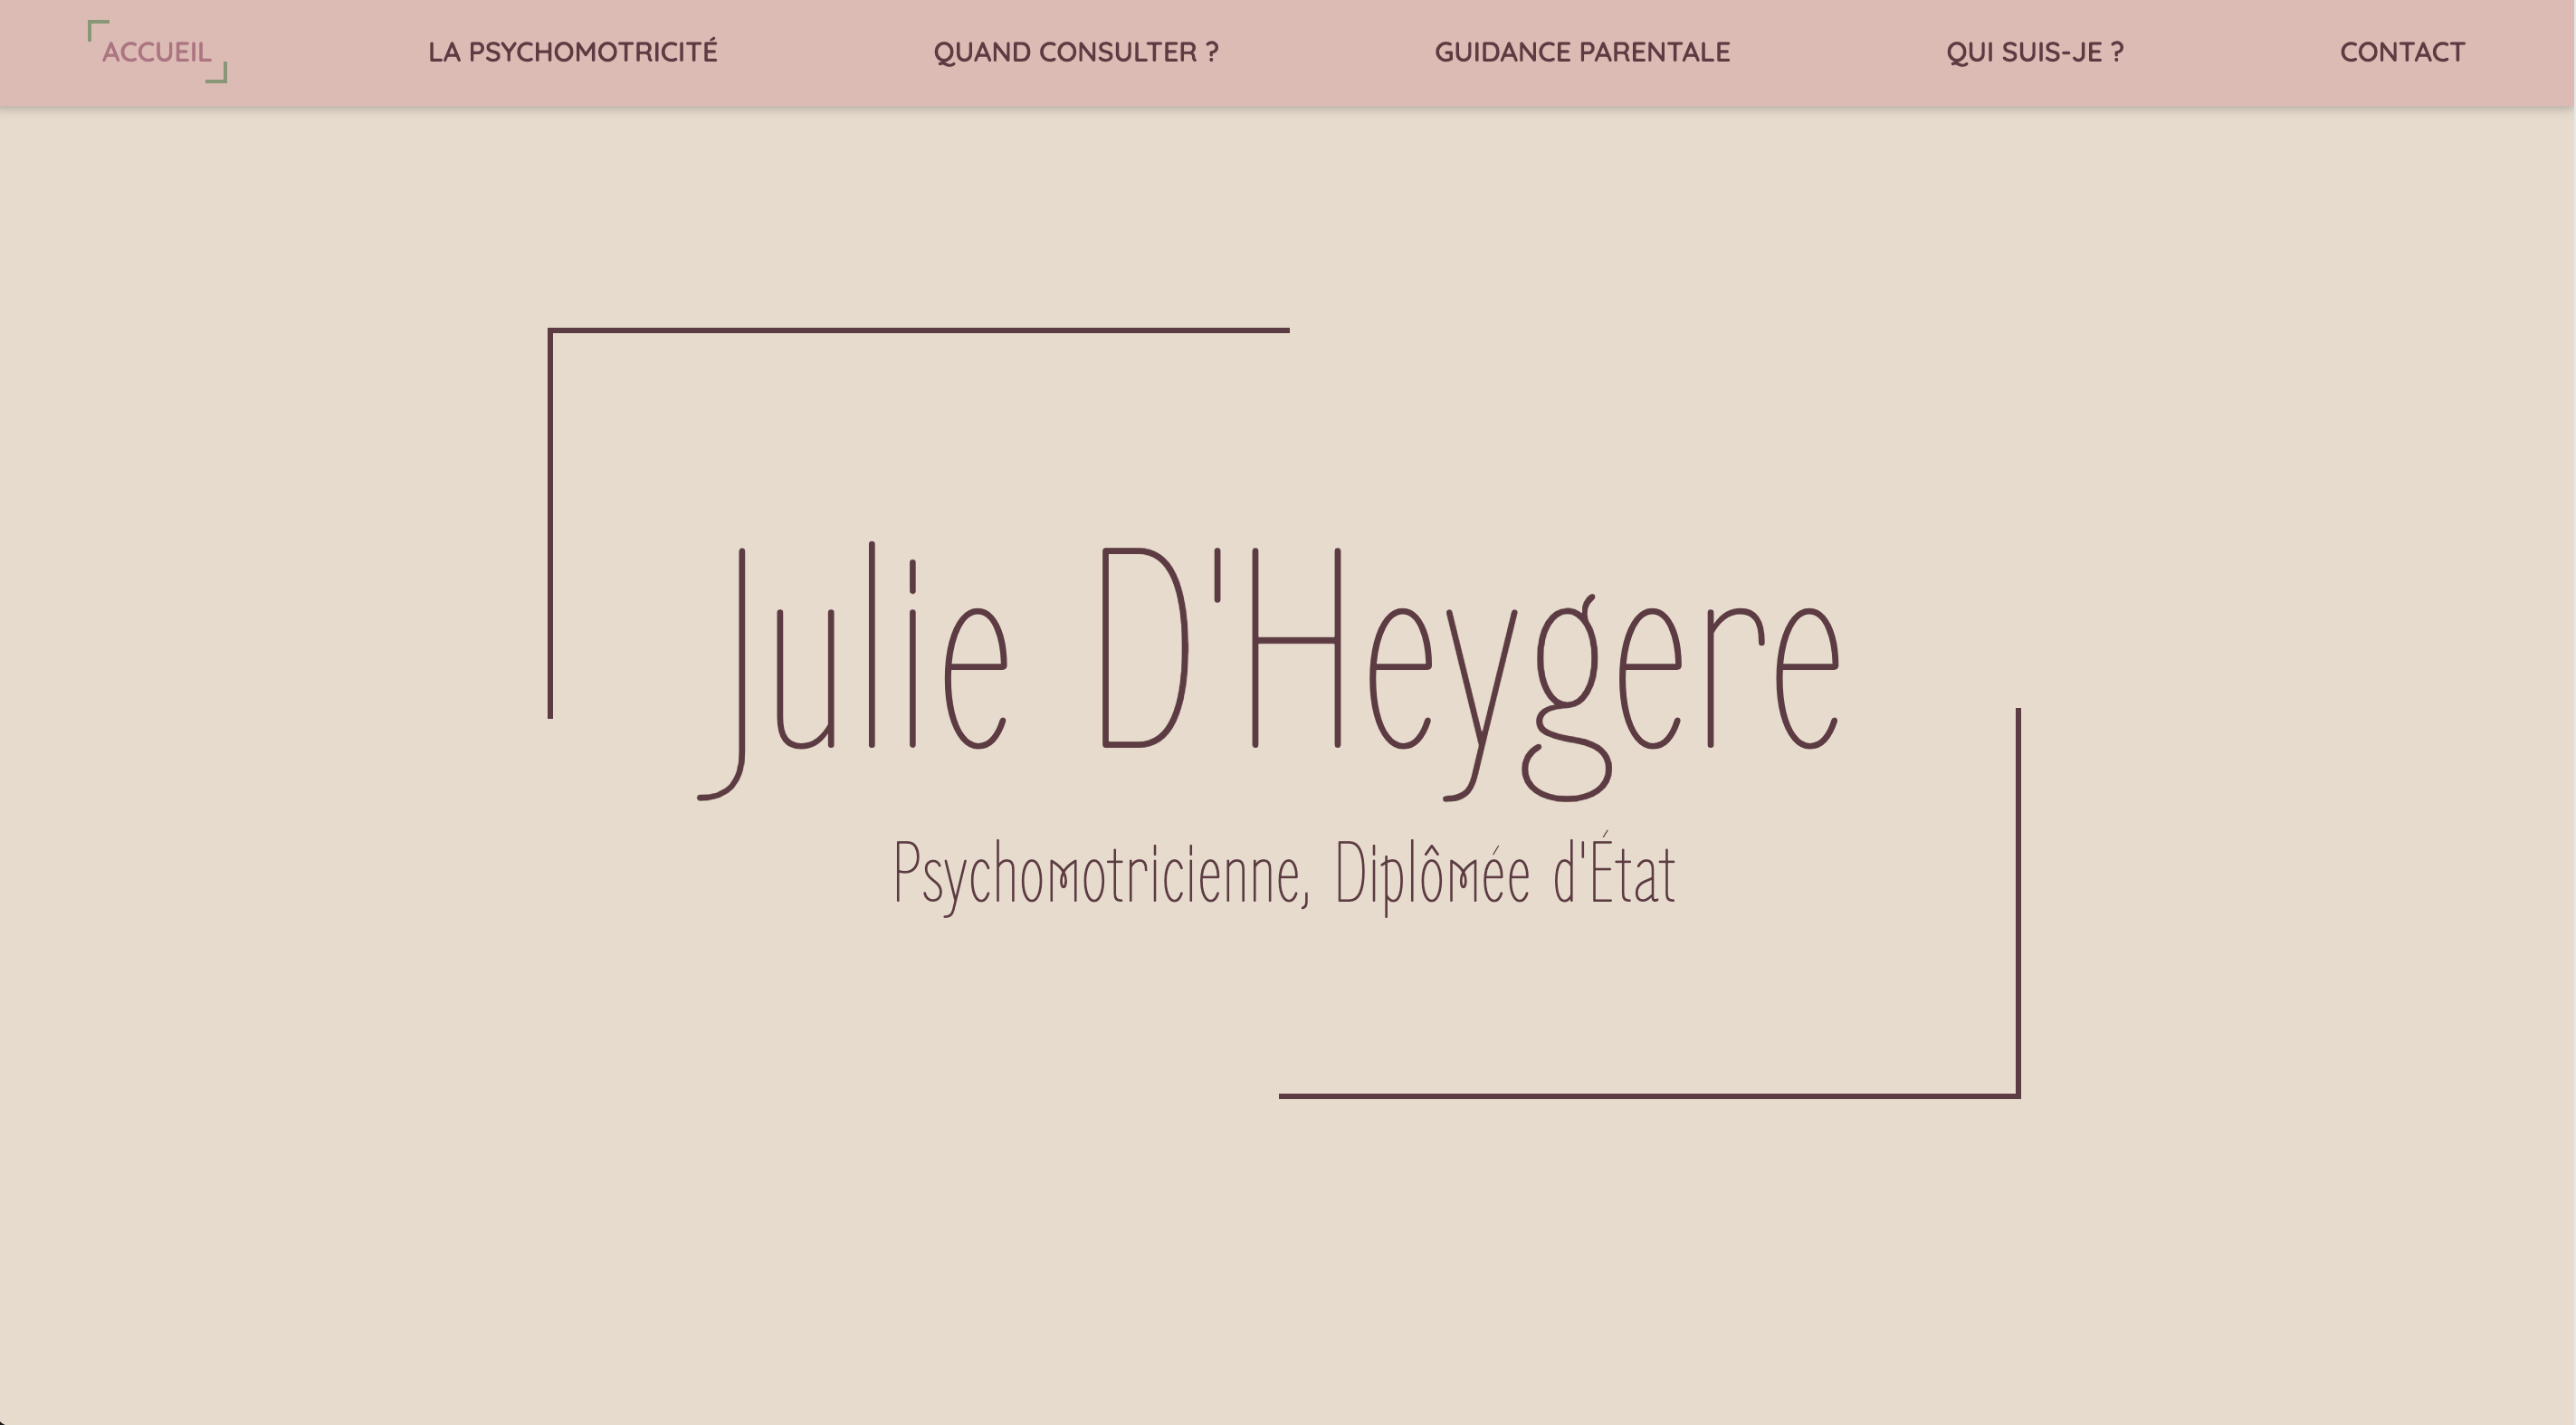 ACCUEIL LA PSYCHOMOTRICITÉ QUAND CONSULTER ? GUIDANCE PARENTALE QUI SUIS-JE ? CONTACT
Julie D'Heygere
Psychomotricienne, Diplômée d'État